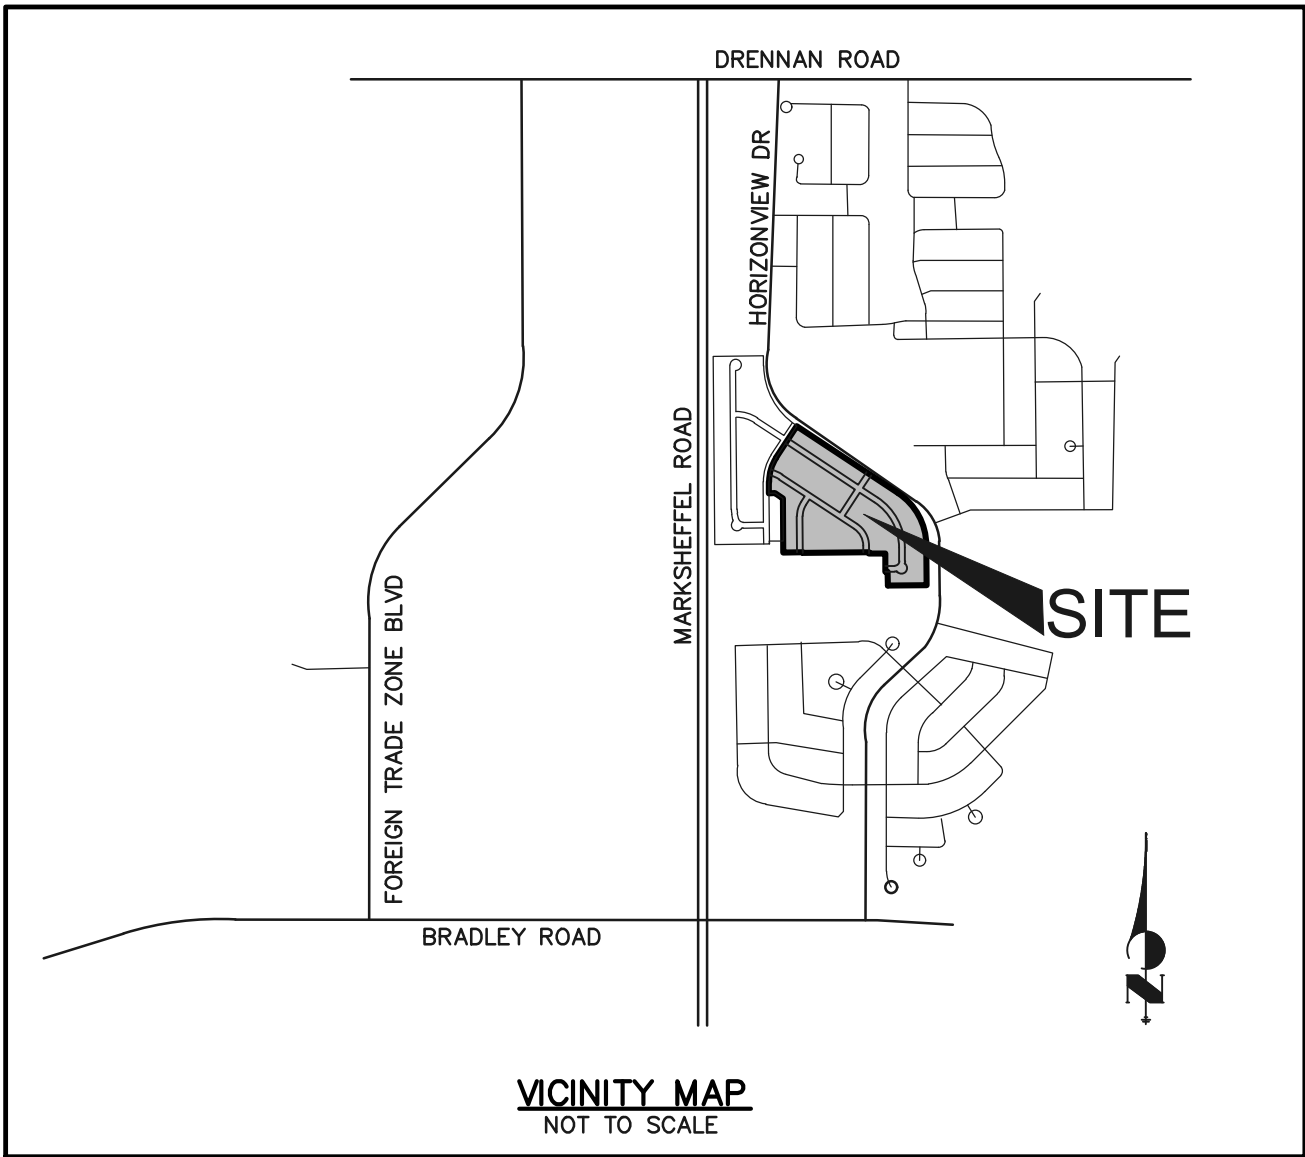 DRENNAN ROAD
HORIZONVIEW DR
MARKSHEFFEL ROAD
SITE
FOREIGN TRADE ZONE BLVD
BRADLEY ROAD
N
VICINITY MAP
NOT TO SCALE